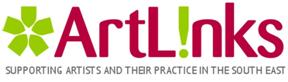 ArtL!nks
SUPPORTING ARTISTS AND THEIR PRACTICE IN THE SOUTH EAST